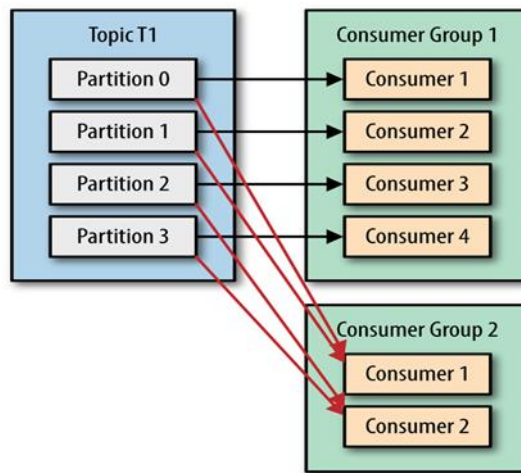 Topic T1
Partition 0
Partition 1
Partition 2
Partition 3
Consumer Group 1
Consumer 1
Consumer 2
Consumer 3
Consumer 4
Consumer Group 2
Consumer 1
Consumer 2